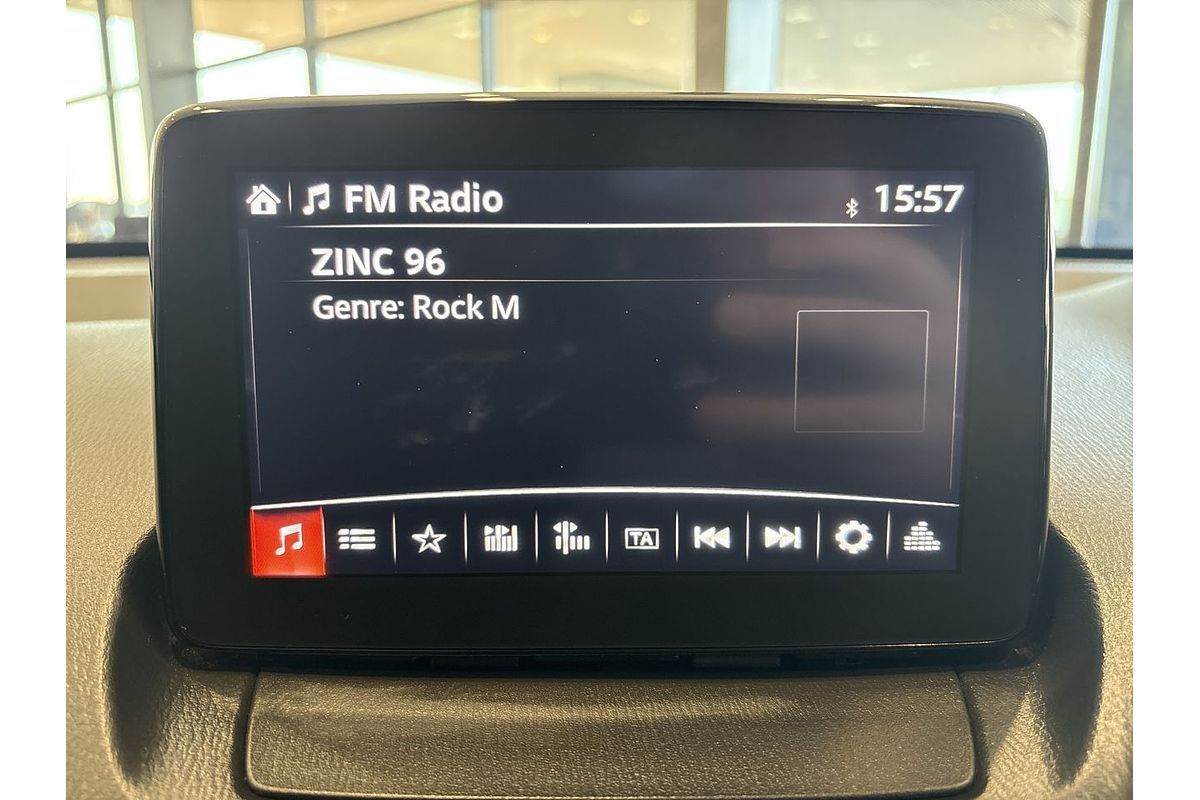 FM Radio 15:57
ZINC 96
Genre: Rock M
TA